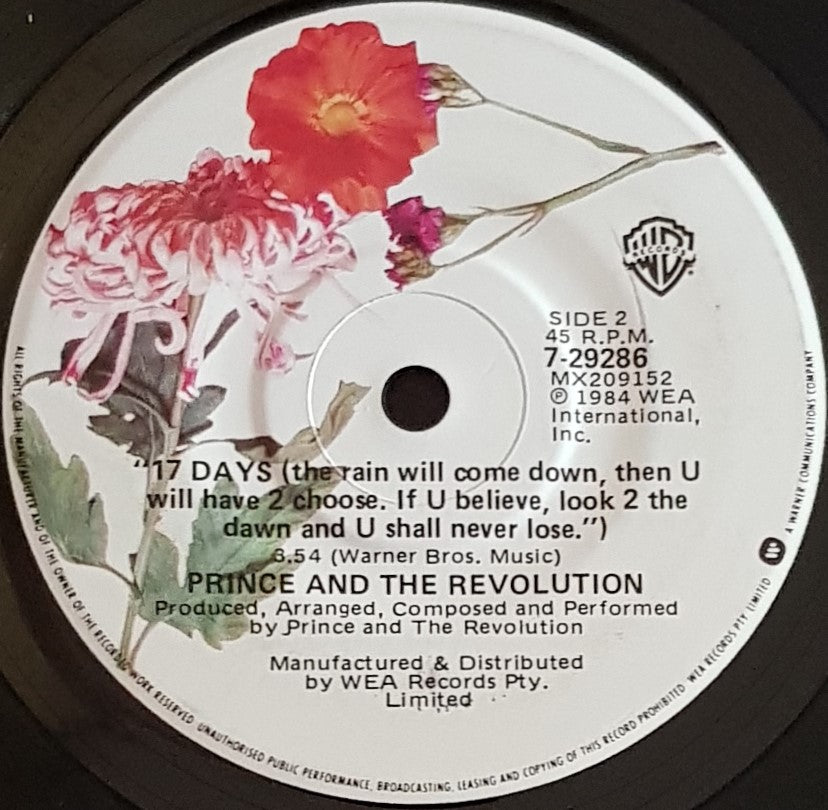 WB RECORDS
SIDE 2
45 R.P.M.
7-29286
MX209152
Ⓟ 1984 WEA
International,
Inc.
"17 DAYS (the rain will come down, then U
will have 2 choose. If U believe, look 2 the
dawn and U shall never lose.")
3.54 (Warner Bros. Music)
PRINCE AND THE REVOLUTION
Produced, Arranged, Composed and Performed
by Prince and The Revolution
Manufactured & Distributed
by WEA Records Pty.
Limited
ALL RIGHTS OF THE MANUFACTURER AND OF THE OWNER OF THE RECORDED WORK RESERVED. UNAUTHORISED PUBLIC PERFORMANCE, BROADCASTING, LEASING AND COPYING OF THIS RECORD PROHIBITED. WEA RECORDS PTY. LIMITED A WARNER COMMUNICATIONS COMPANY